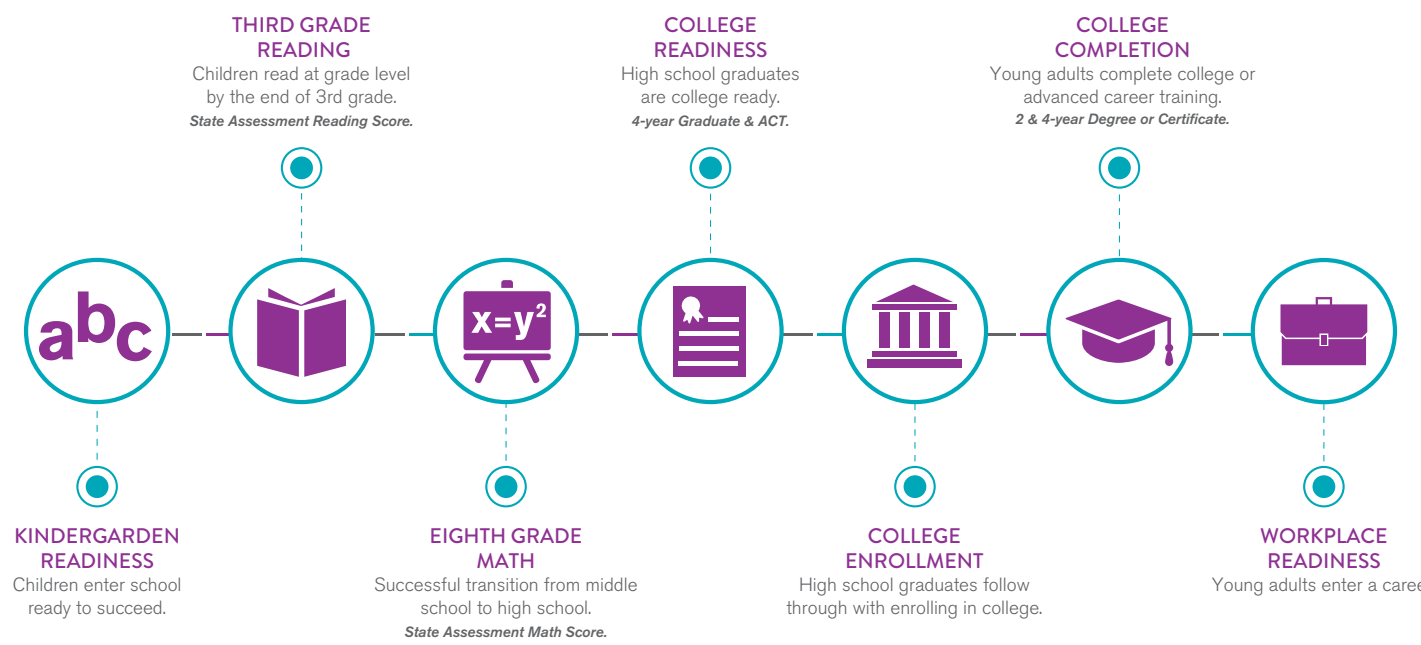 THIRD GRADE
READING
Children read at grade level
by the end of 3rd grade.
State Assessment Reading Score.
COLLEGE
READINESS
High school graduates
are college ready.
4-year Graduate & ACT.
COLLEGE
COMPLETION
Young adults complete college or
advanced career training.
2 & 4-year Degree or Certificate.
abc
x=y²
KINDERGARDEN
READINESS
Children enter school
ready to succeed.
EIGHTH GRADE
MATH
Successful transition from middle
school to high school.
State Assessment Math Score.
COLLEGE
ENROLLMENT
High school graduates follow
through with enrolling in college.
WORKPLACE
READINESS
Young adults enter a